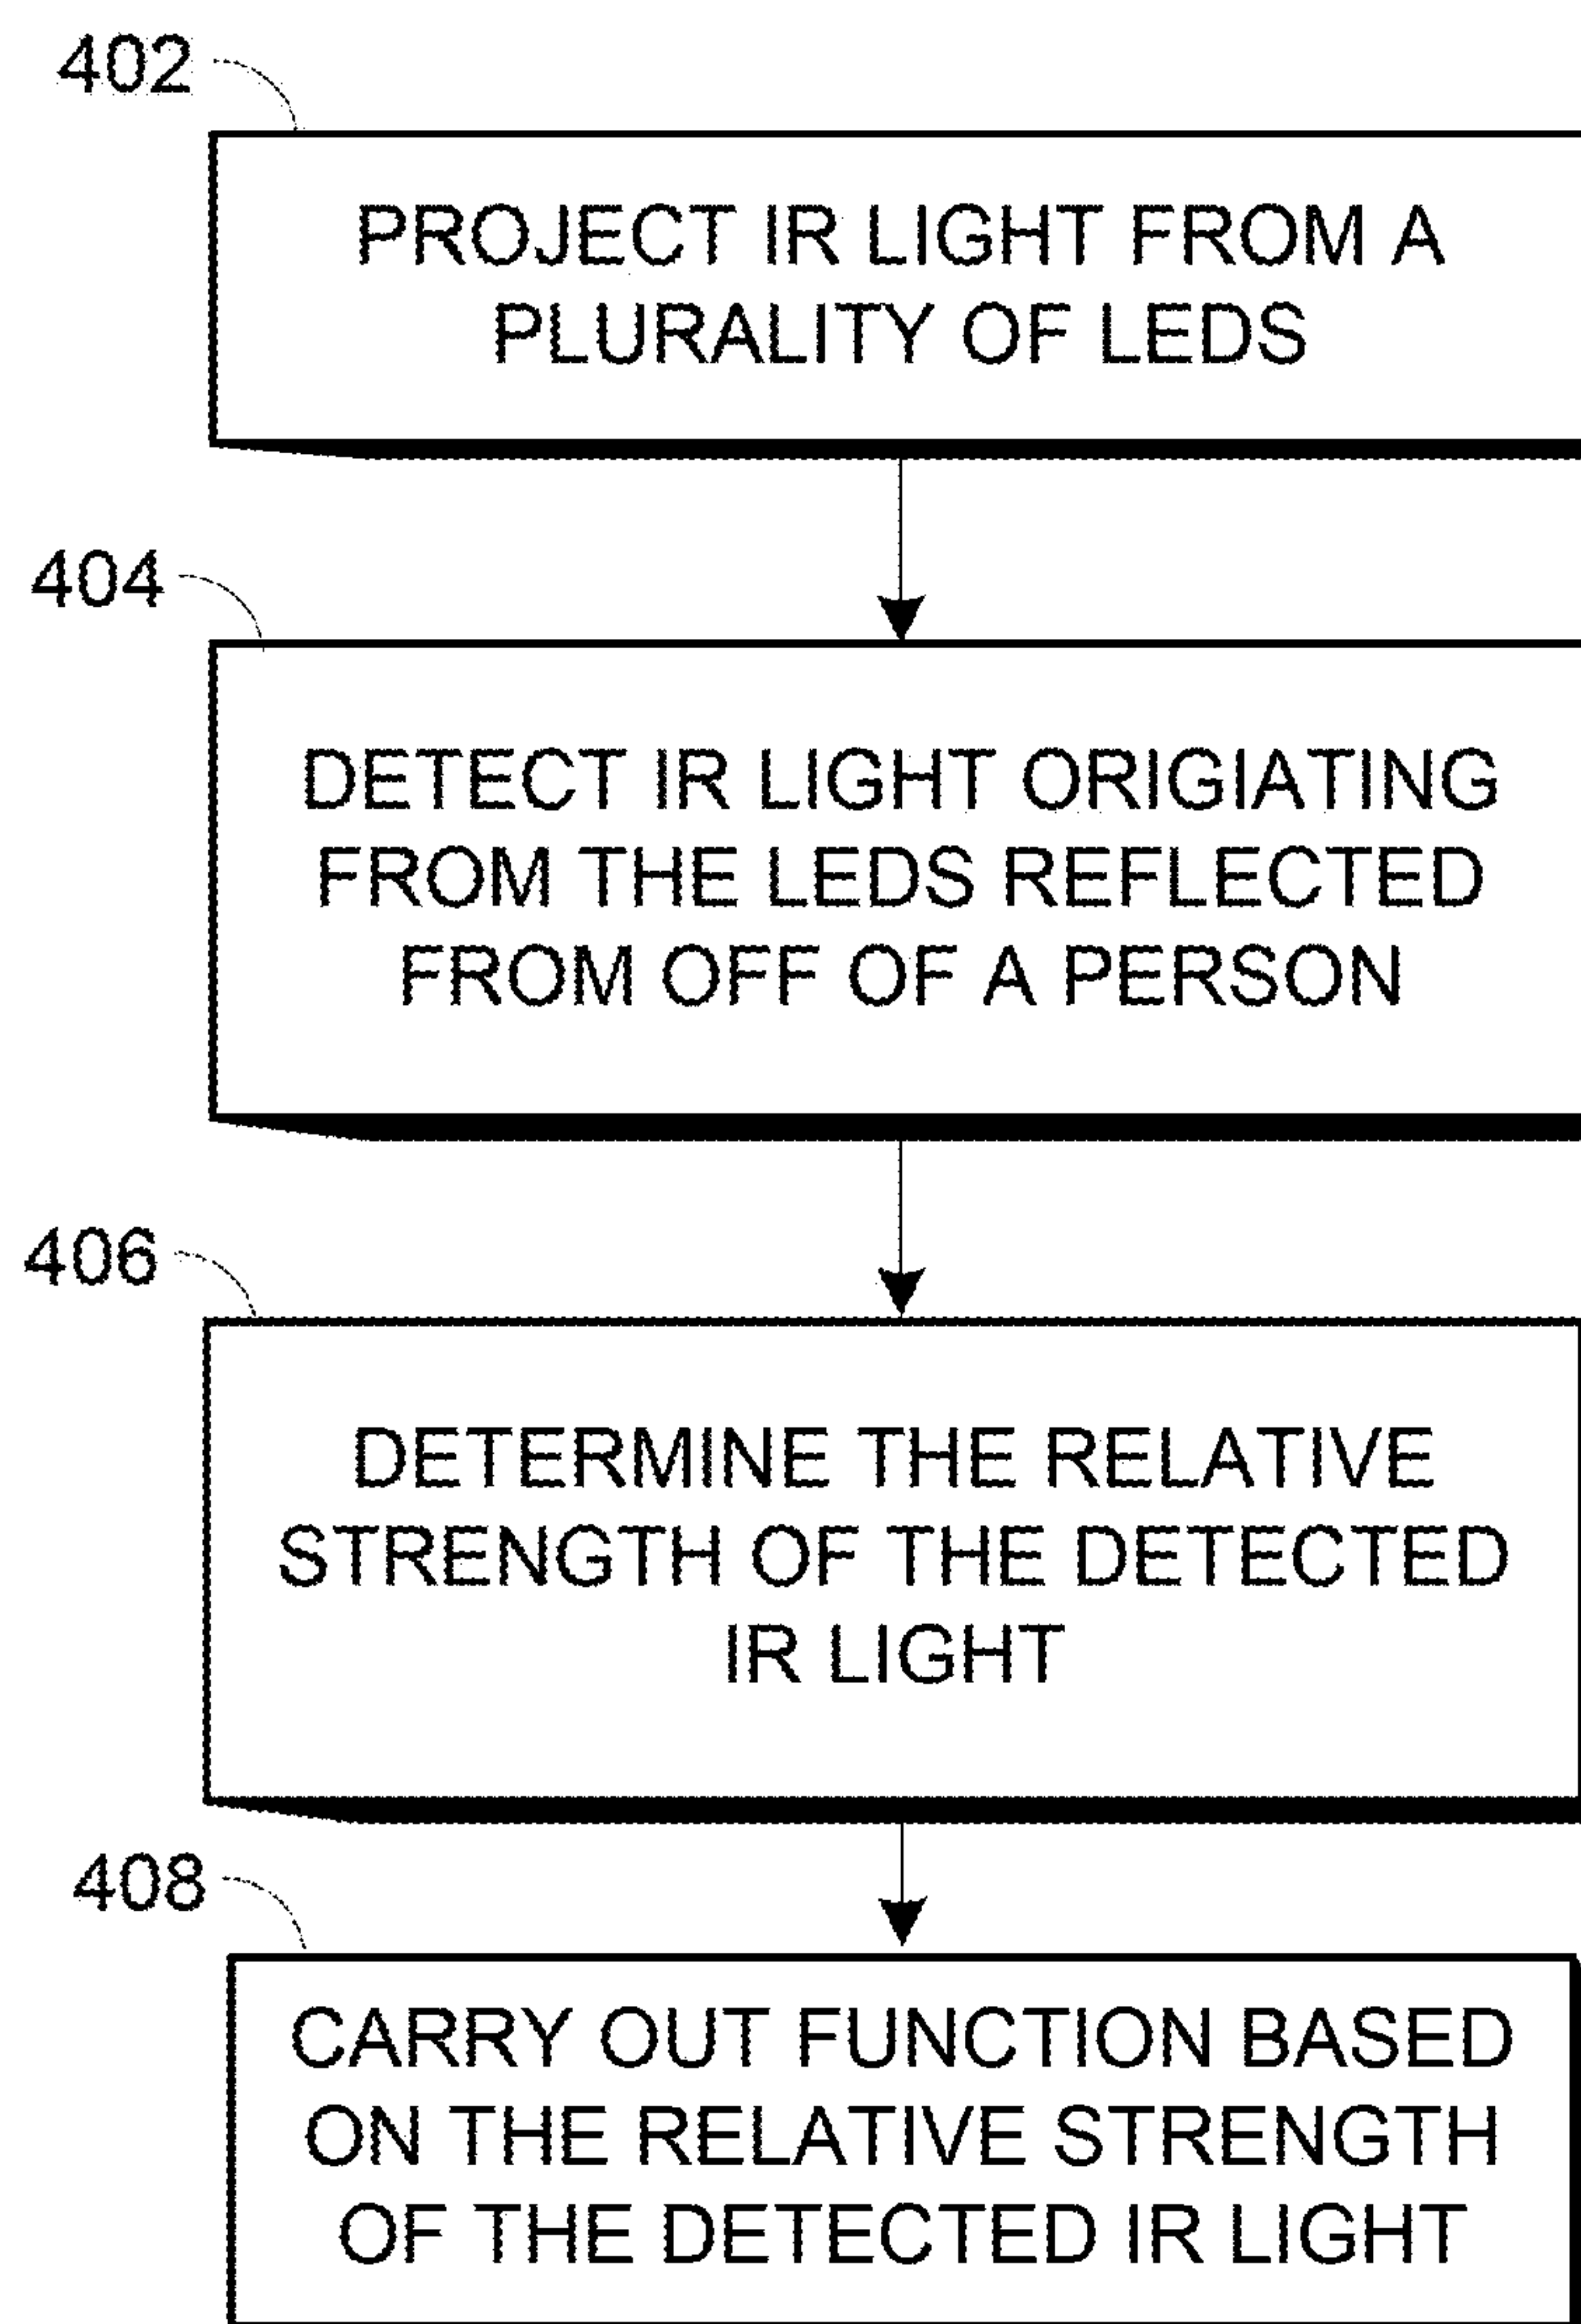 402
PROJECT IR LIGHT FROM A
PLURALITY OF LEDS
404
DETECT IR LIGHT ORIGIATING
FROM THE LEDS REFLECTED
FROM OFF OF A PERSON
406
DETERMINE THE RELATIVE
STRENGTH OF THE DETECTED
IR LIGHT
408
CARRY OUT FUNCTION BASED
ON THE RELATIVE STRENGTH
OF THE DETECTED IR LIGHT